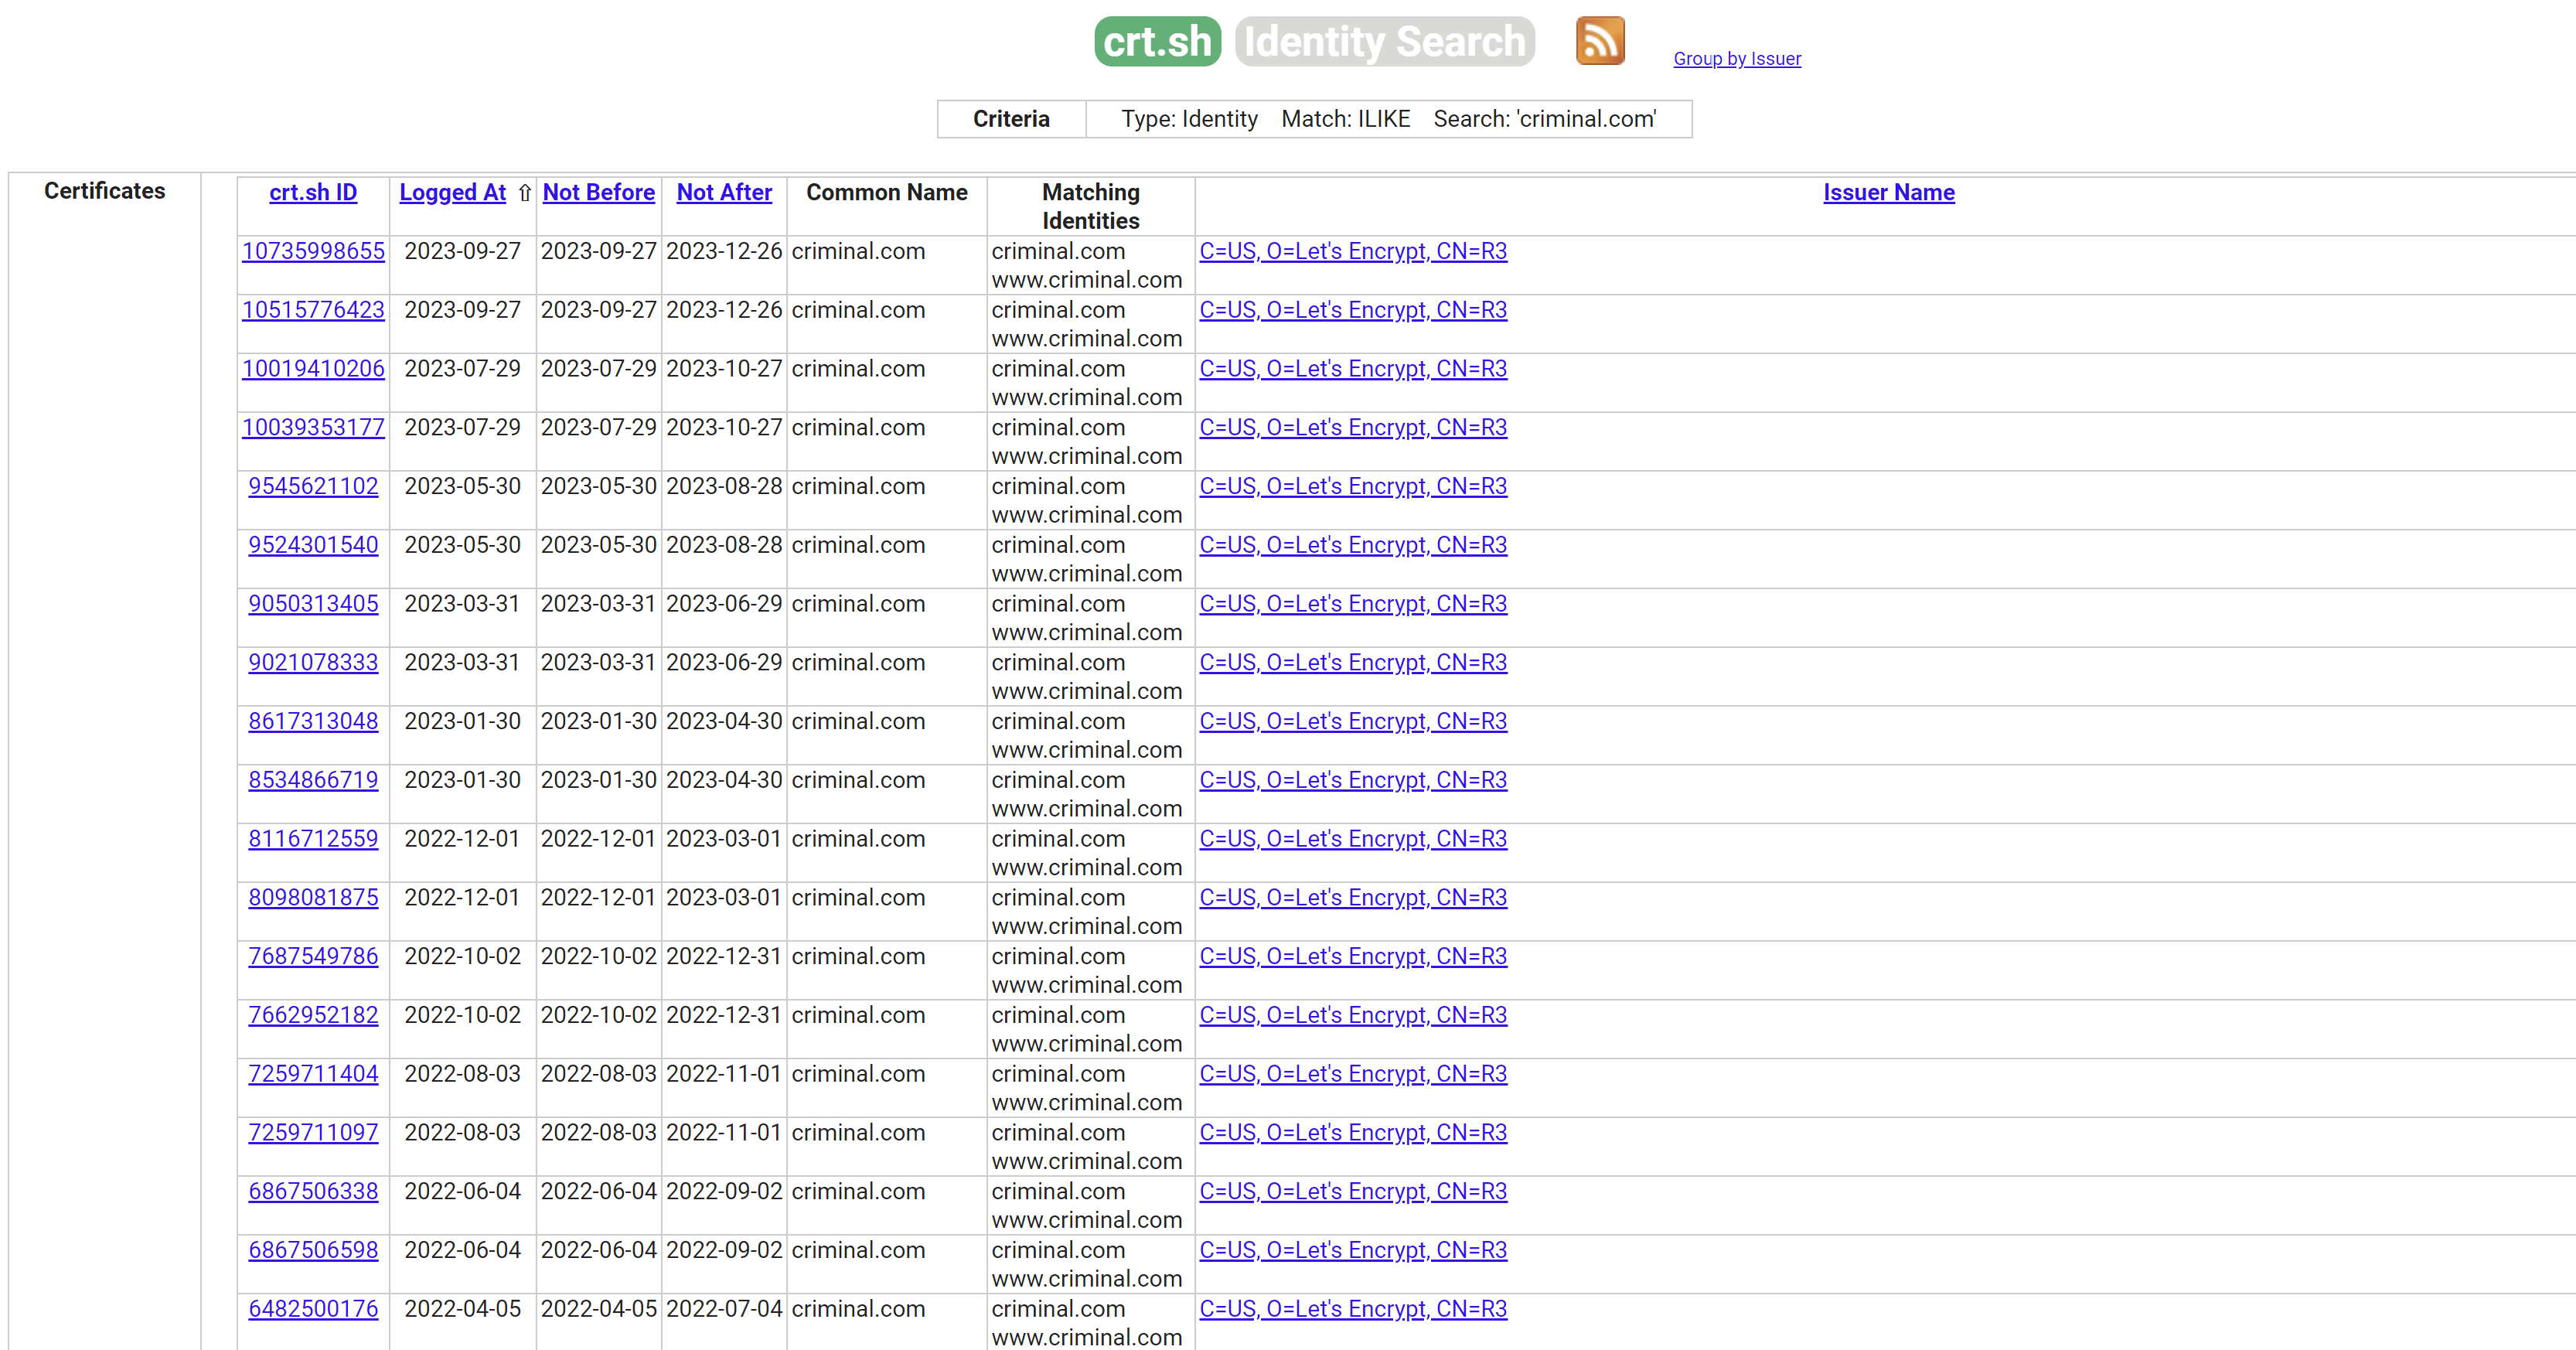 crt.sh Identity Search Group by Issuer
Criteria Type: Identity Match: ILIKE Search: 'criminal.com'
Certificates crt.sh ID Logged At ⇧ Not Before Not After Common Name Matching Issuer Name
Identities
10735998655 2023-09-27 2023-09-27 2023-12-26 criminal.com criminal.com C=US, O=Let's Encrypt, CN=R3
www.criminal.com
10515776423 2023-09-27 2023-09-27 2023-12-26 criminal.com criminal.com C=US, O=Let's Encrypt, CN=R3
www.criminal.com
10019410206 2023-07-29 2023-07-29 2023-10-27 criminal.com criminal.com C=US, O=Let's Encrypt, CN=R3
www.criminal.com
10039353177 2023-07-29 2023-07-29 2023-10-27 criminal.com criminal.com C=US, O=Let's Encrypt, CN=R3
www.criminal.com
9545621102 2023-05-30 2023-05-30 2023-08-28 criminal.com criminal.com C=US, O=Let's Encrypt, CN=R3
www.criminal.com
9524301540 2023-05-30 2023-05-30 2023-08-28 criminal.com criminal.com C=US, O=Let's Encrypt, CN=R3
www.criminal.com
9050313405 2023-03-31 2023-03-31 2023-06-29 criminal.com criminal.com C=US, O=Let's Encrypt, CN=R3
www.criminal.com
9021078333 2023-03-31 2023-03-31 2023-06-29 criminal.com criminal.com C=US, O=Let's Encrypt, CN=R3
www.criminal.com
8617313048 2023-01-30 2023-01-30 2023-04-30 criminal.com criminal.com C=US, O=Let's Encrypt, CN=R3
www.criminal.com
8534866719 2023-01-30 2023-01-30 2023-04-30 criminal.com criminal.com C=US, O=Let's Encrypt, CN=R3
www.criminal.com
8116712559 2022-12-01 2022-12-01 2023-03-01 criminal.com criminal.com C=US, O=Let's Encrypt, CN=R3
www.criminal.com
8098081875 2022-12-01 2022-12-01 2023-03-01 criminal.com criminal.com C=US, O=Let's Encrypt, CN=R3
www.criminal.com
7687549786 2022-10-02 2022-10-02 2022-12-31 criminal.com criminal.com C=US, O=Let's Encrypt, CN=R3
www.criminal.com
7662952182 2022-10-02 2022-10-02 2022-12-31 criminal.com criminal.com C=US, O=Let's Encrypt, CN=R3
www.criminal.com
7259711404 2022-08-03 2022-08-03 2022-11-01 criminal.com criminal.com C=US, O=Let's Encrypt, CN=R3
www.criminal.com
7259711097 2022-08-03 2022-08-03 2022-11-01 criminal.com criminal.com C=US, O=Let's Encrypt, CN=R3
www.criminal.com
6867506338 2022-06-04 2022-06-04 2022-09-02 criminal.com criminal.com C=US, O=Let's Encrypt, CN=R3
www.criminal.com
6867506598 2022-06-04 2022-06-04 2022-09-02 criminal.com criminal.com C=US, O=Let's Encrypt, CN=R3
www.criminal.com
6482500176 2022-04-05 2022-04-05 2022-07-04 criminal.com criminal.com C=US, O=Let's Encrypt, CN=R3
www.criminal.com